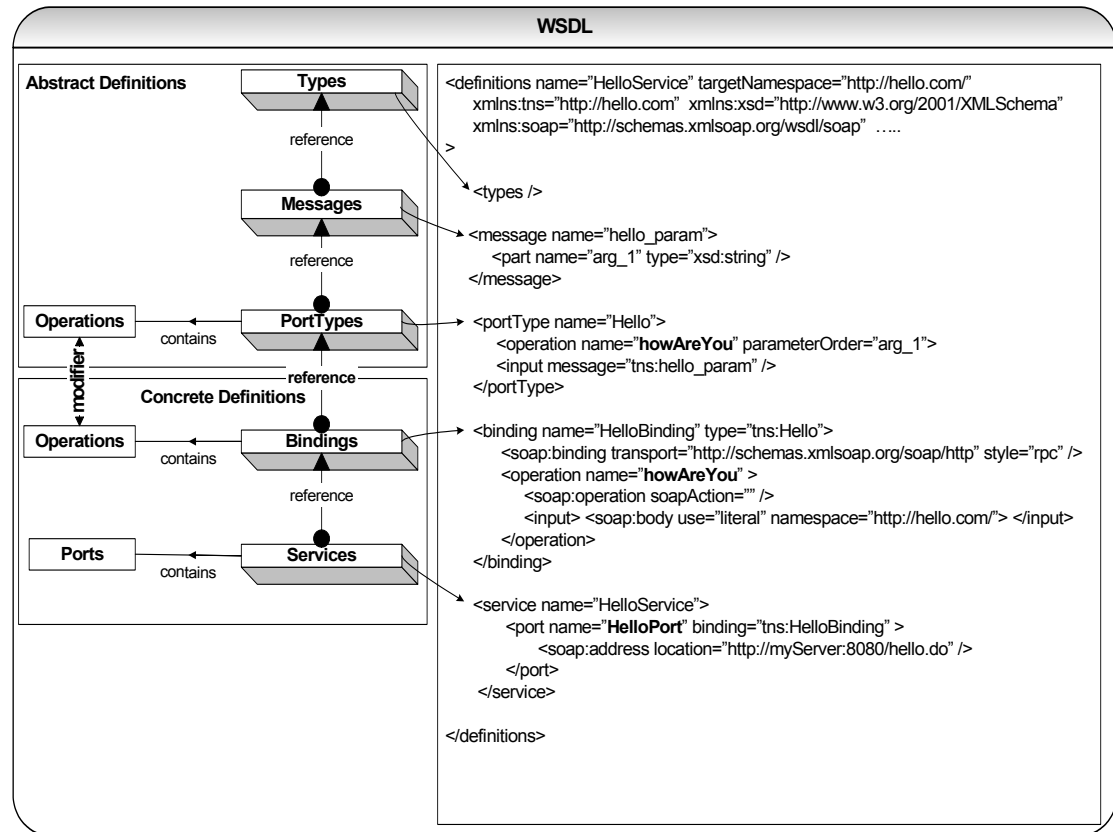 WSDL
Abstract Definitions
Types
reference
Messages
reference
Operations
contains
PortTypes
modifier
reference
Concrete Definitions
Operations
contains
Bindings
reference
Ports
contains
Services
<definitions name=”HelloService” targetNamespace=”http://hello.com/”
xmlns:tns=”http://hello.com” xmlns:xsd=”http://www.w3.org/2001/XMLSchema”
xmlns:soap=”http://schemas.xmlsoap.org/wsdl/soap” …..
>
<types />
<message name=”hello_param”>
<part name=”arg_1” type=”xsd:string” />
</message>
<portType name=”Hello”>
<operation name=”howAreYou” parameterOrder=”arg_1”>
<input message=”tns:hello_param” />
</portType>
<binding name=”HelloBinding” type=”tns:Hello”>
<soap:binding transport=”http://schemas.xmlsoap.org/soap/http” style=”rpc” />
<operation name=”howAreYou” >
<soap:operation soapAction=”” />
<input> <soap:body use=”literal” namespace=”http://hello.com/”> </input>
</operation>
</binding>
<service name=”HelloService”>
<port name=”HelloPort” binding=”tns:HelloBinding” >
<soap:address location=”http://myServer:8080/hello.do” />
</port>
</service>
</definitions>